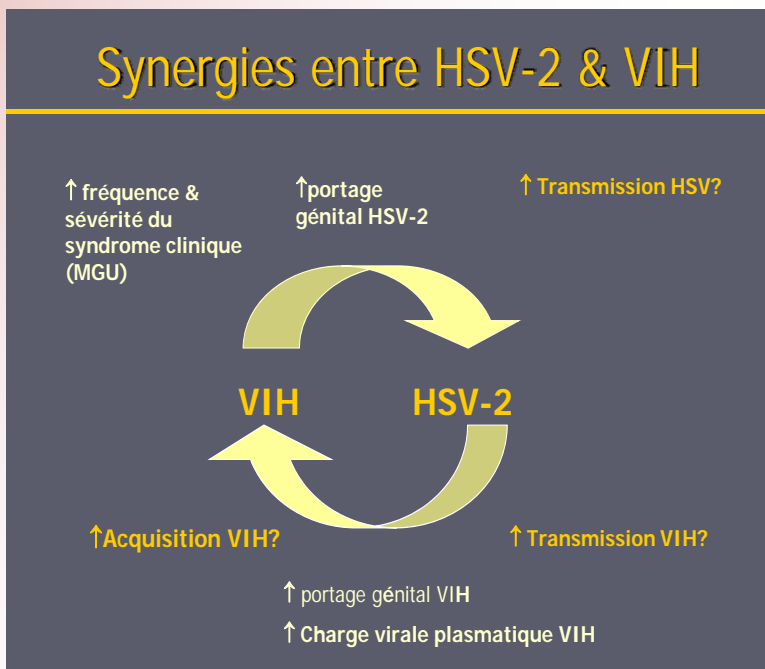 Synergies entre HSV-2 & VIH
↑ fréquence &
sévérité du
syndrome clinique
(MGU)
↑portage
génital HSV-2
↑ Transmission HSV?
VIH
HSV-2
↑Acquisition VIH?
↑ Transmission VIH?
↑ portage génital VIH
↑ Charge virale plasmatique VIH